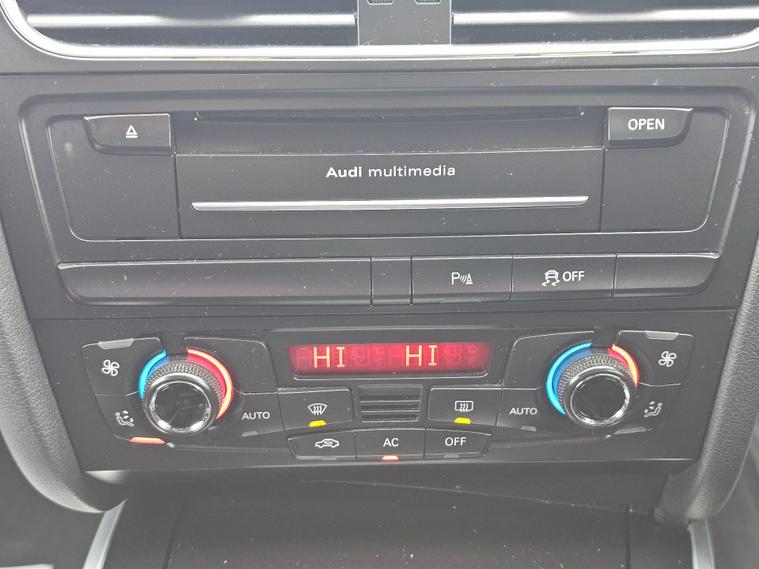 OPEN
Audi multimedia
P
OFF
HI HI
AUTO
AUTO
AC
OFF